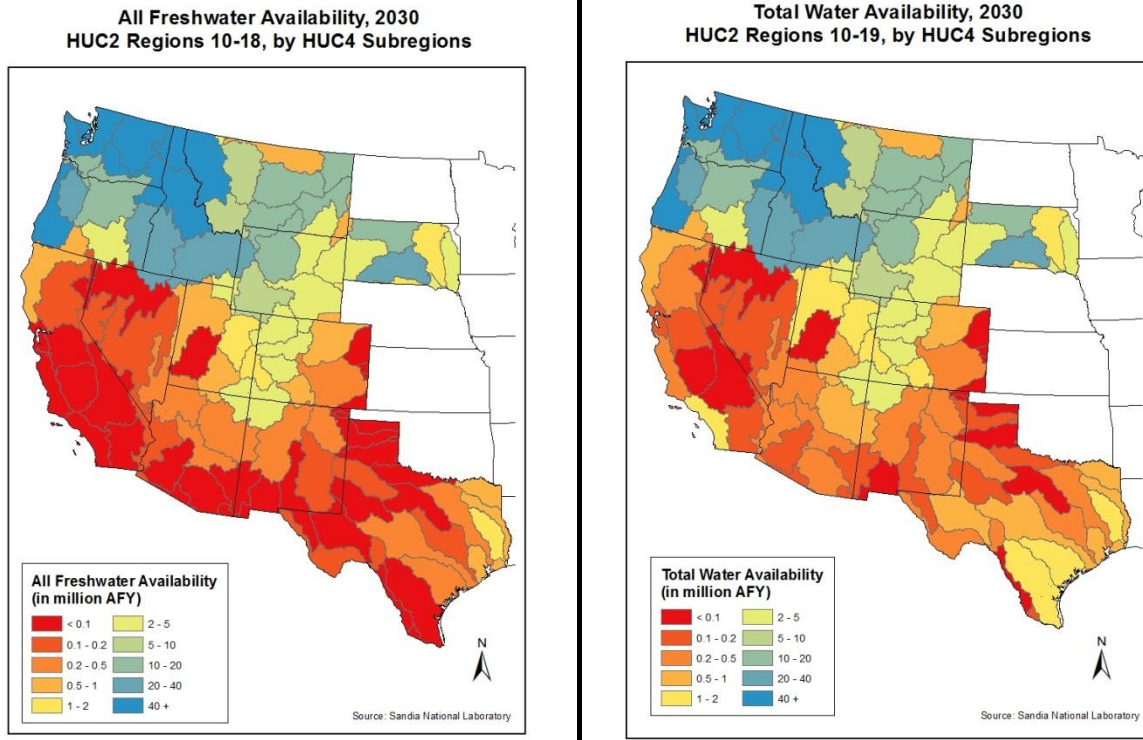 All Freshwater Availability, 2030
HUC2 Regions 10-18, by HUC4 Subregions
All Freshwater Availability
(in million AFY)
< 0.1
0.1 - 0.2
0.2 - 0.5
0.5 - 1
1 - 2
2 - 5
5 - 10
10 - 20
20 - 40
40 +
N
Source: Sandia National Laboratory
Total Water Availability, 2030
HUC2 Regions 10-19, by HUC4 Subregions
Total Water Availability
(in million AFY)
< 0.1
0.1 - 0.2
0.2 - 0.5
0.5 - 1
1 - 2
2 - 5
5 - 10
10 - 20
20 - 40
40 +
N
Source: Sandia National Laboratory